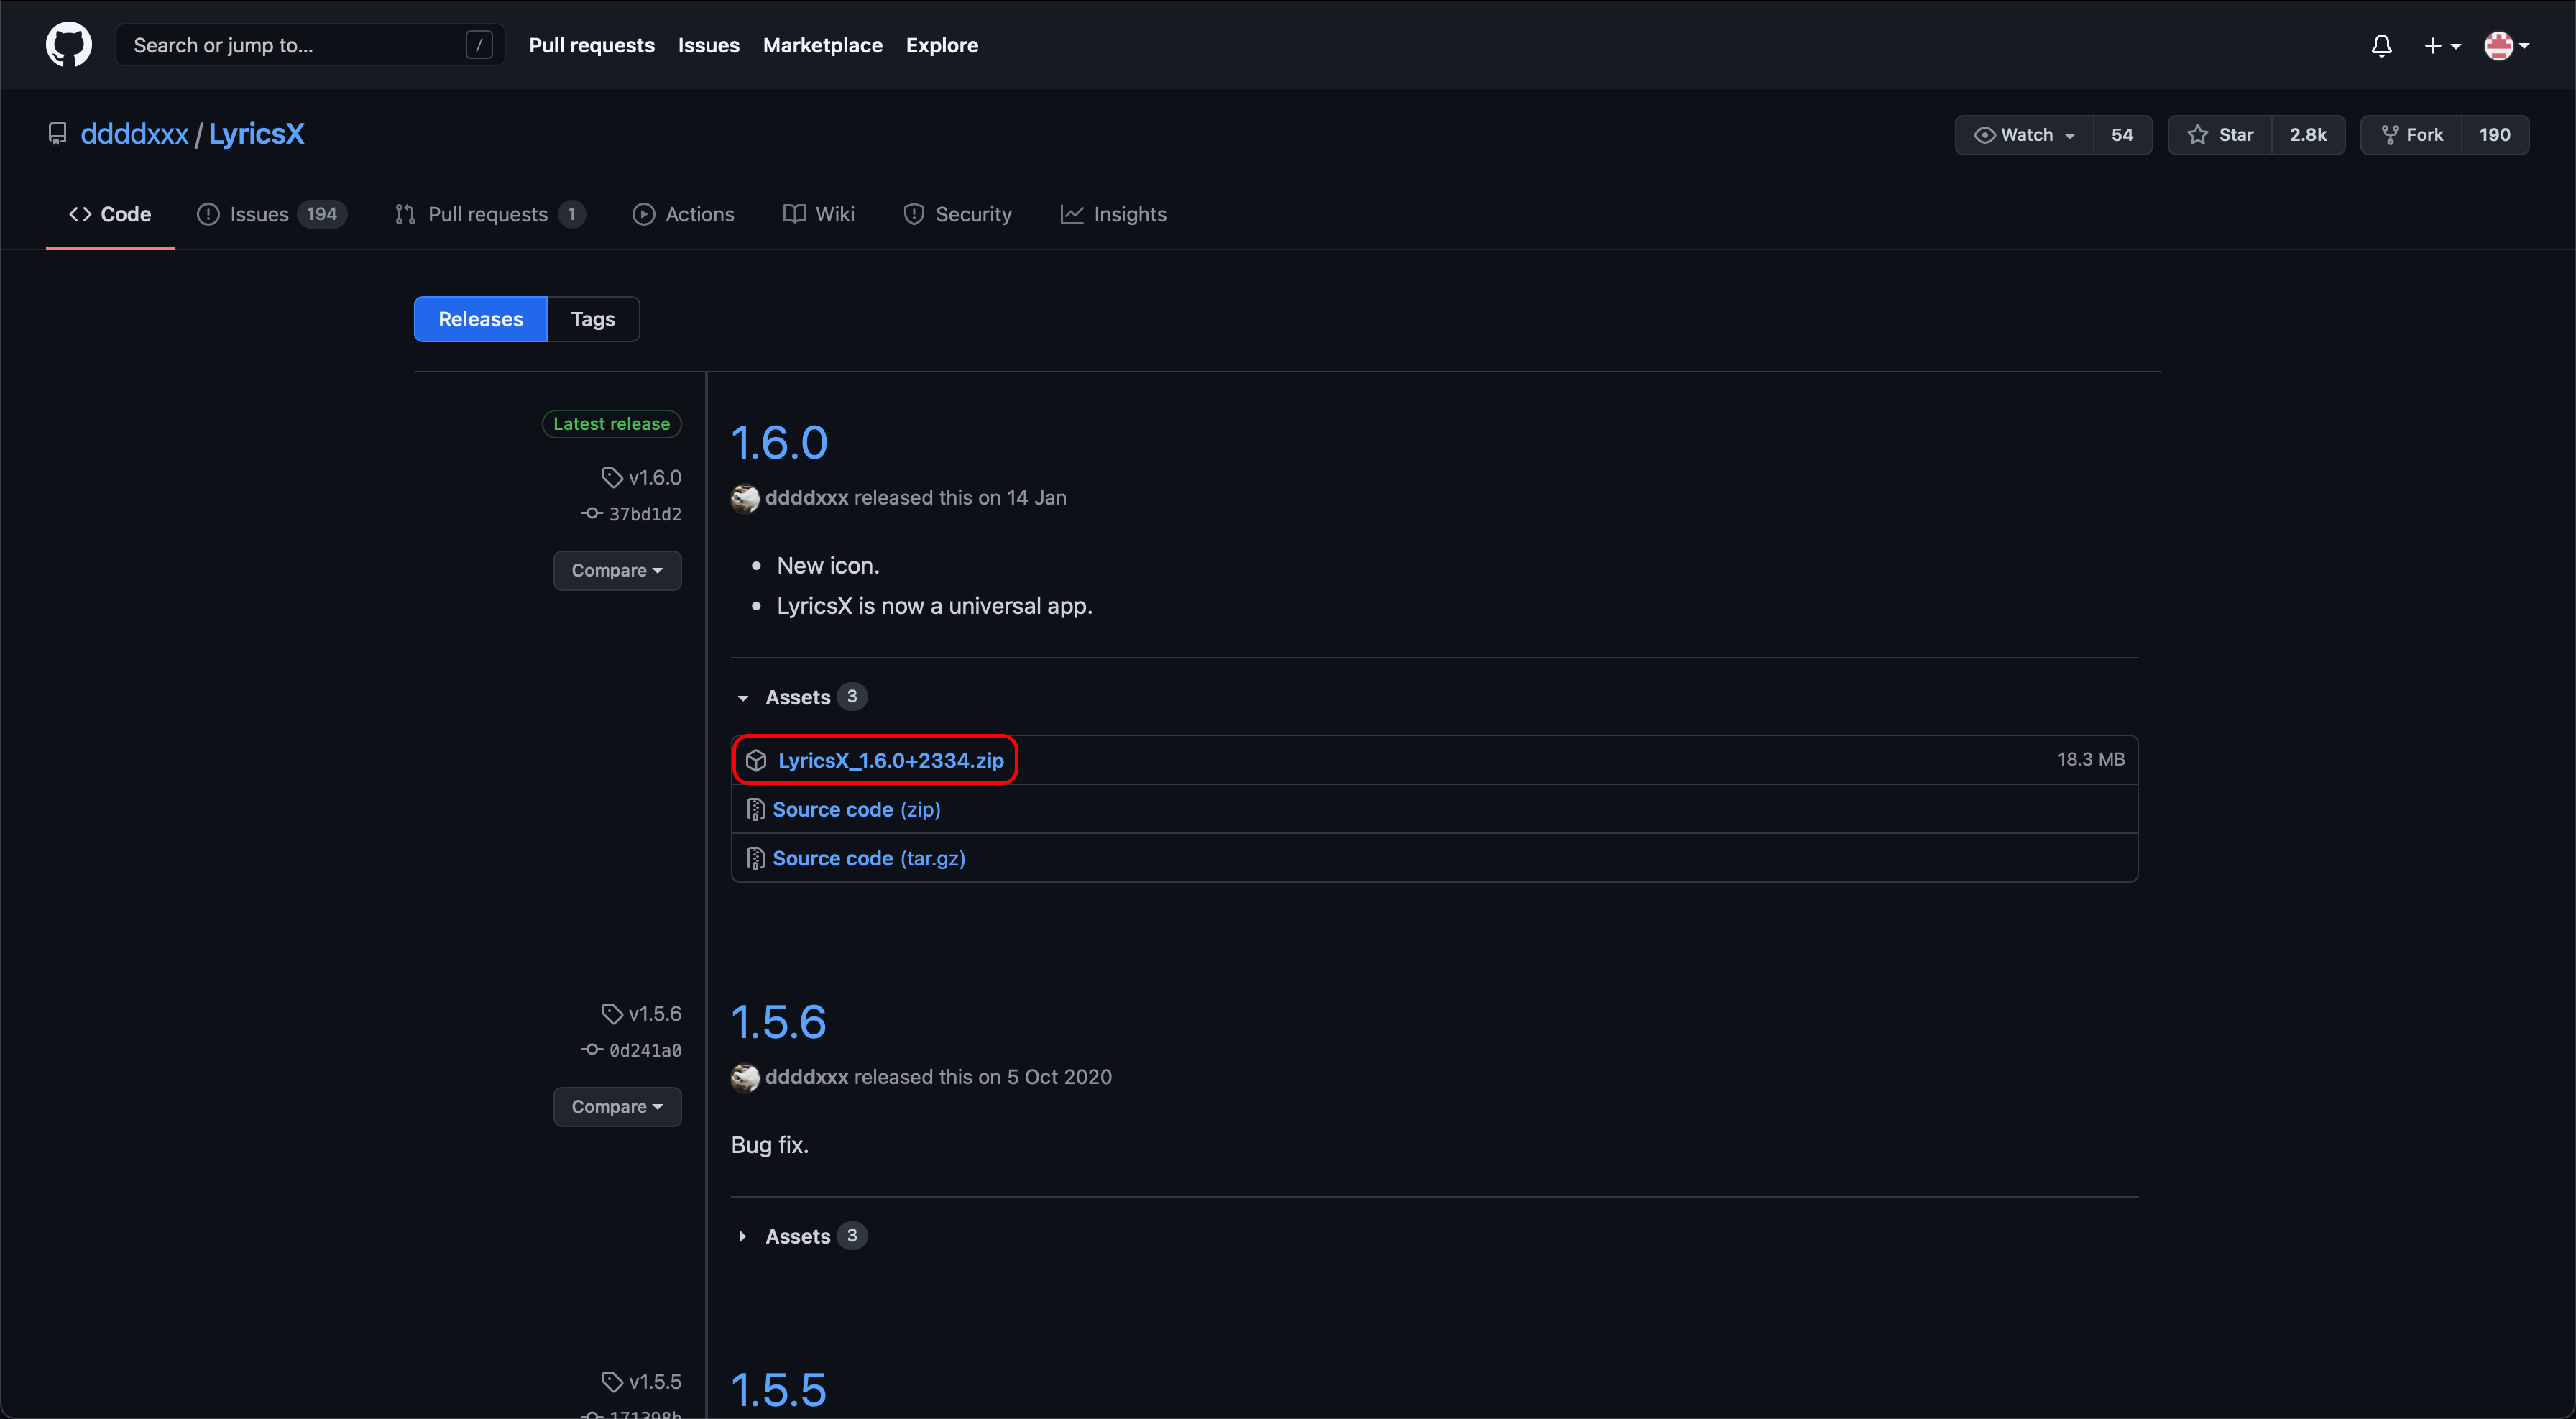 Search or jump to... /
Pull requests Issues Marketplace Explore
ddddxxx / LyricsX
Watch 54 Star 2.8k Fork 190
Code Issues 194 Pull requests 1 Actions Wiki Security Insights
Releases Tags
Latest release
v1.6.0
37bd1d2
Compare
1.6.0
ddddxxx released this on 14 Jan
• New icon.
• LyricsX is now a universal app.
Assets 3
LyricsX_1.6.0+2334.zip 18.3 MB
Source code (zip)
Source code (tar.gz)
v1.5.6
0d241a0
Compare
1.5.6
ddddxxx released this on 5 Oct 2020
Bug fix.
Assets 3
v1.5.5
1.5.5